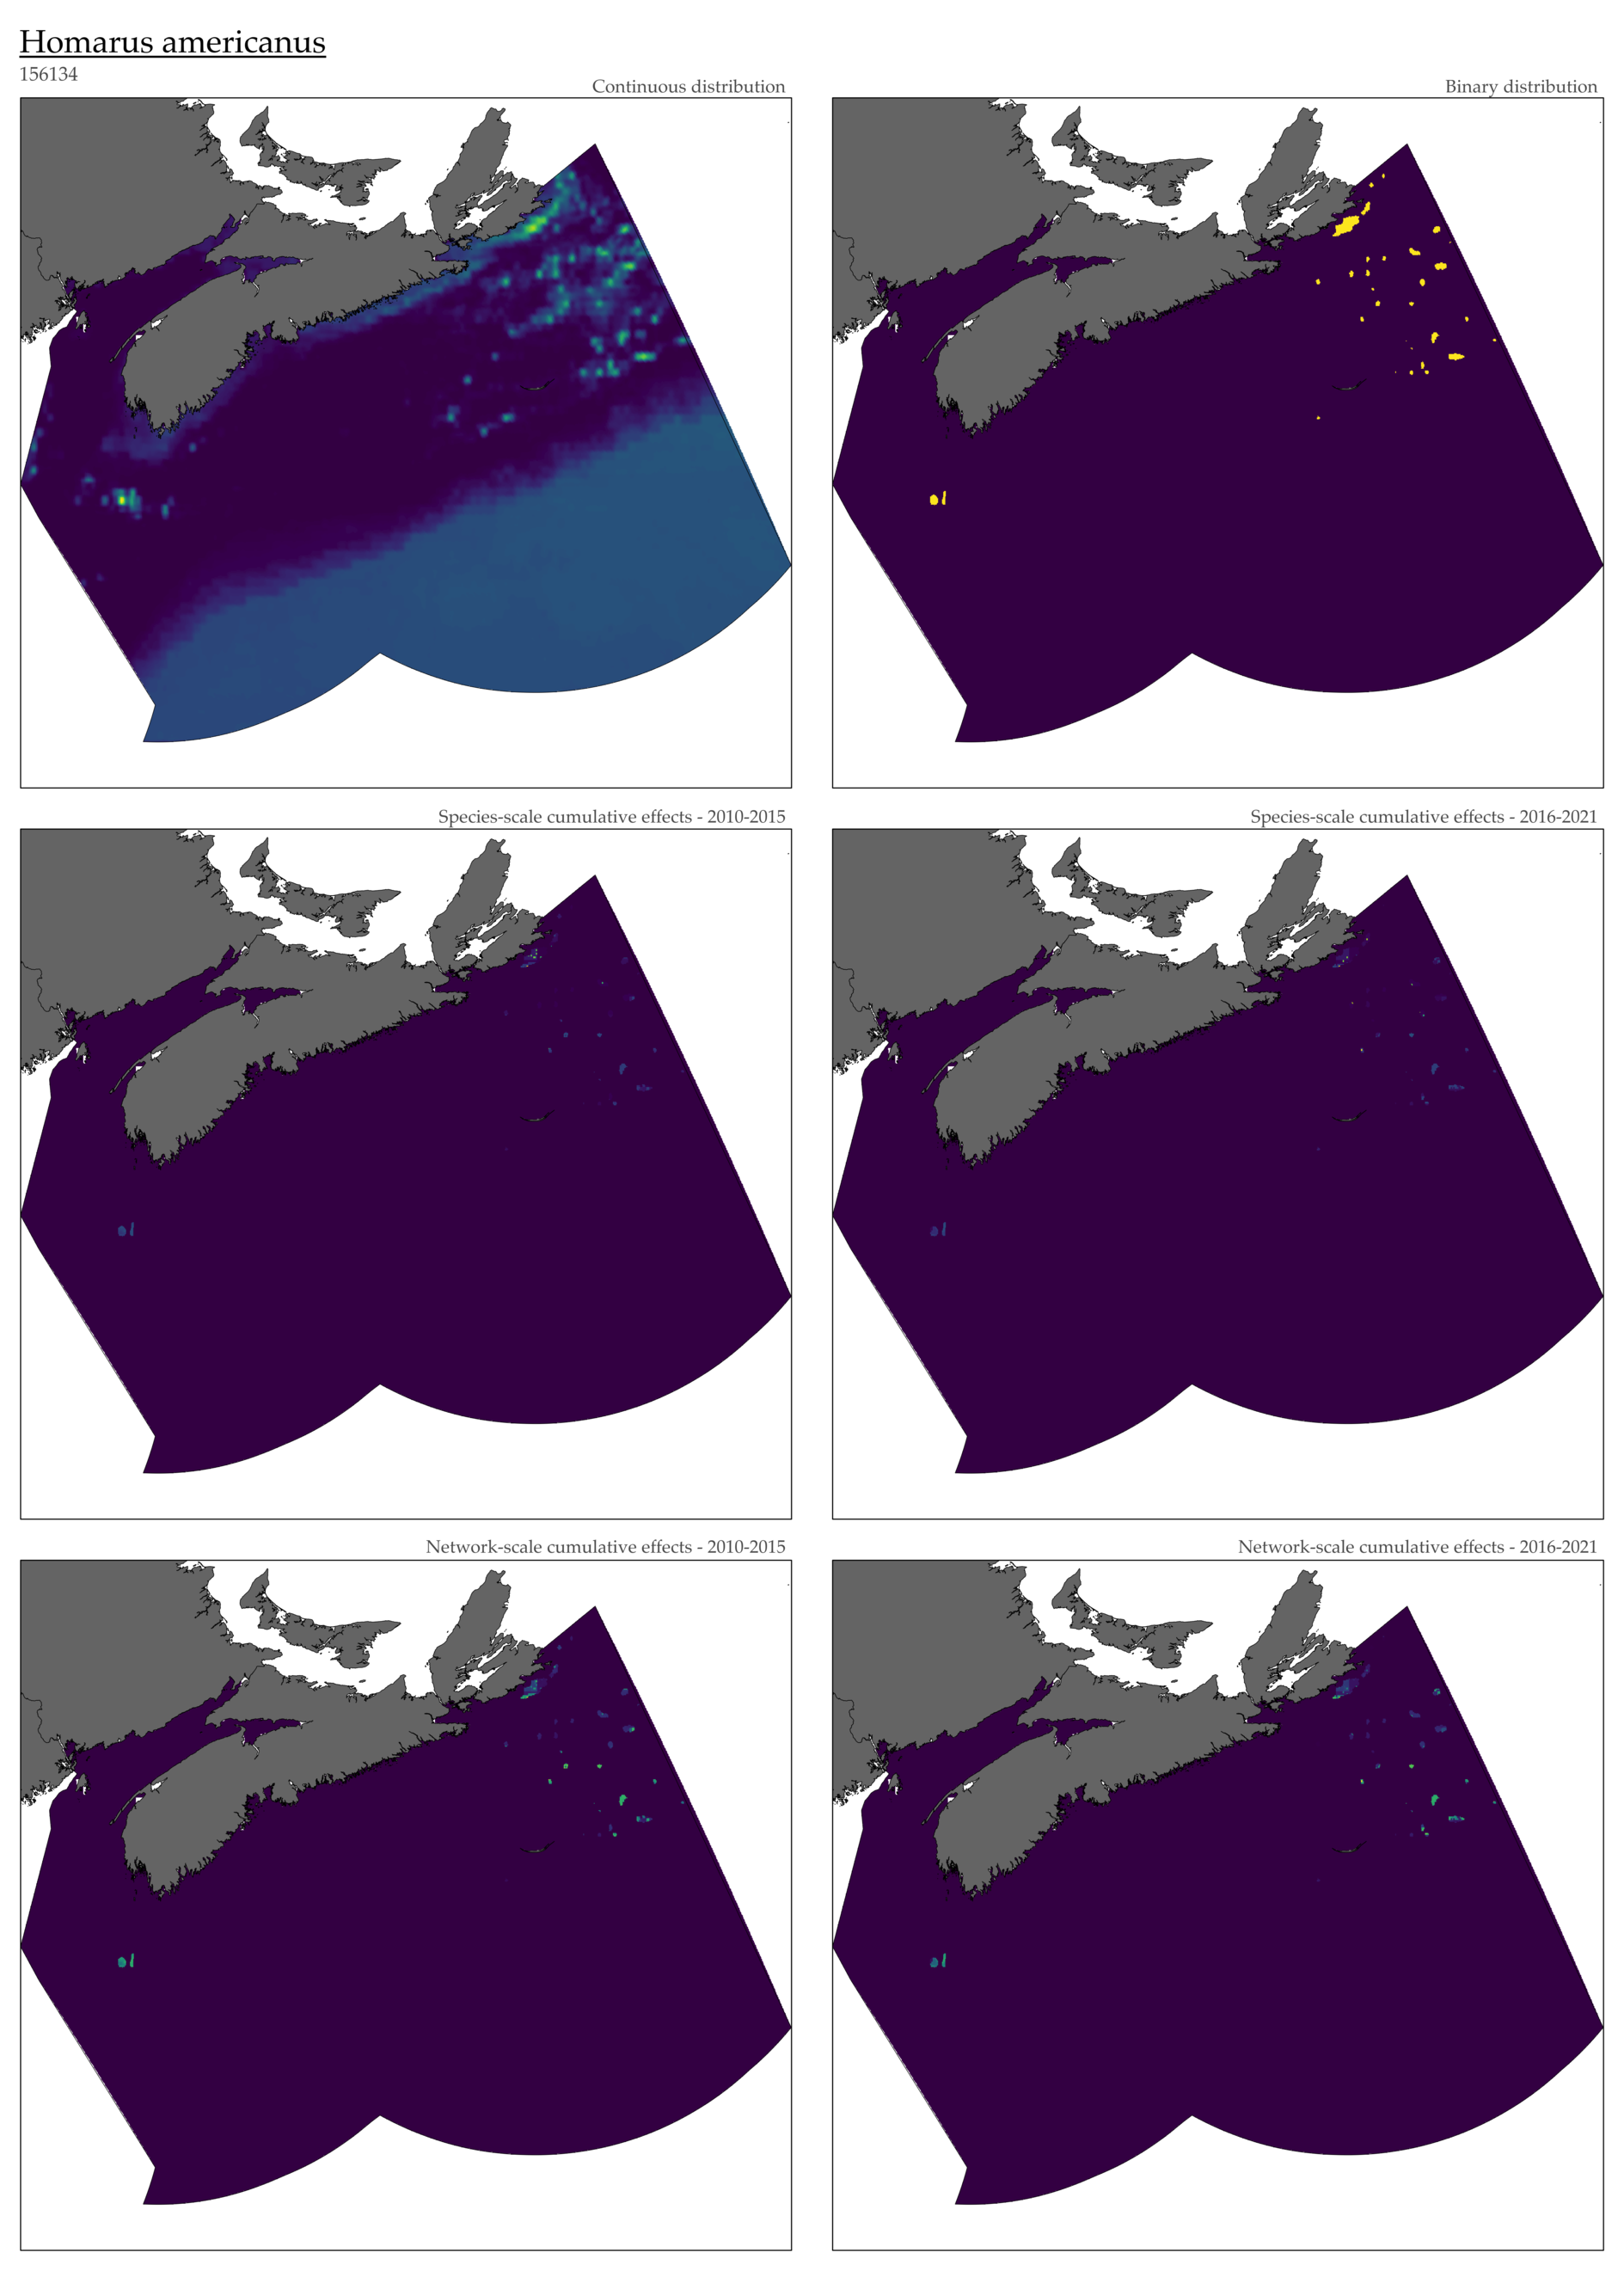 Homarus americanus
156134
Continuous distribution
Binary distribution
Species-scale cumulative effects - 2010-2015
Species-scale cumulative effects - 2016-2021
Network-scale cumulative effects - 2010-2015
Network-scale cumulative effects - 2016-2021